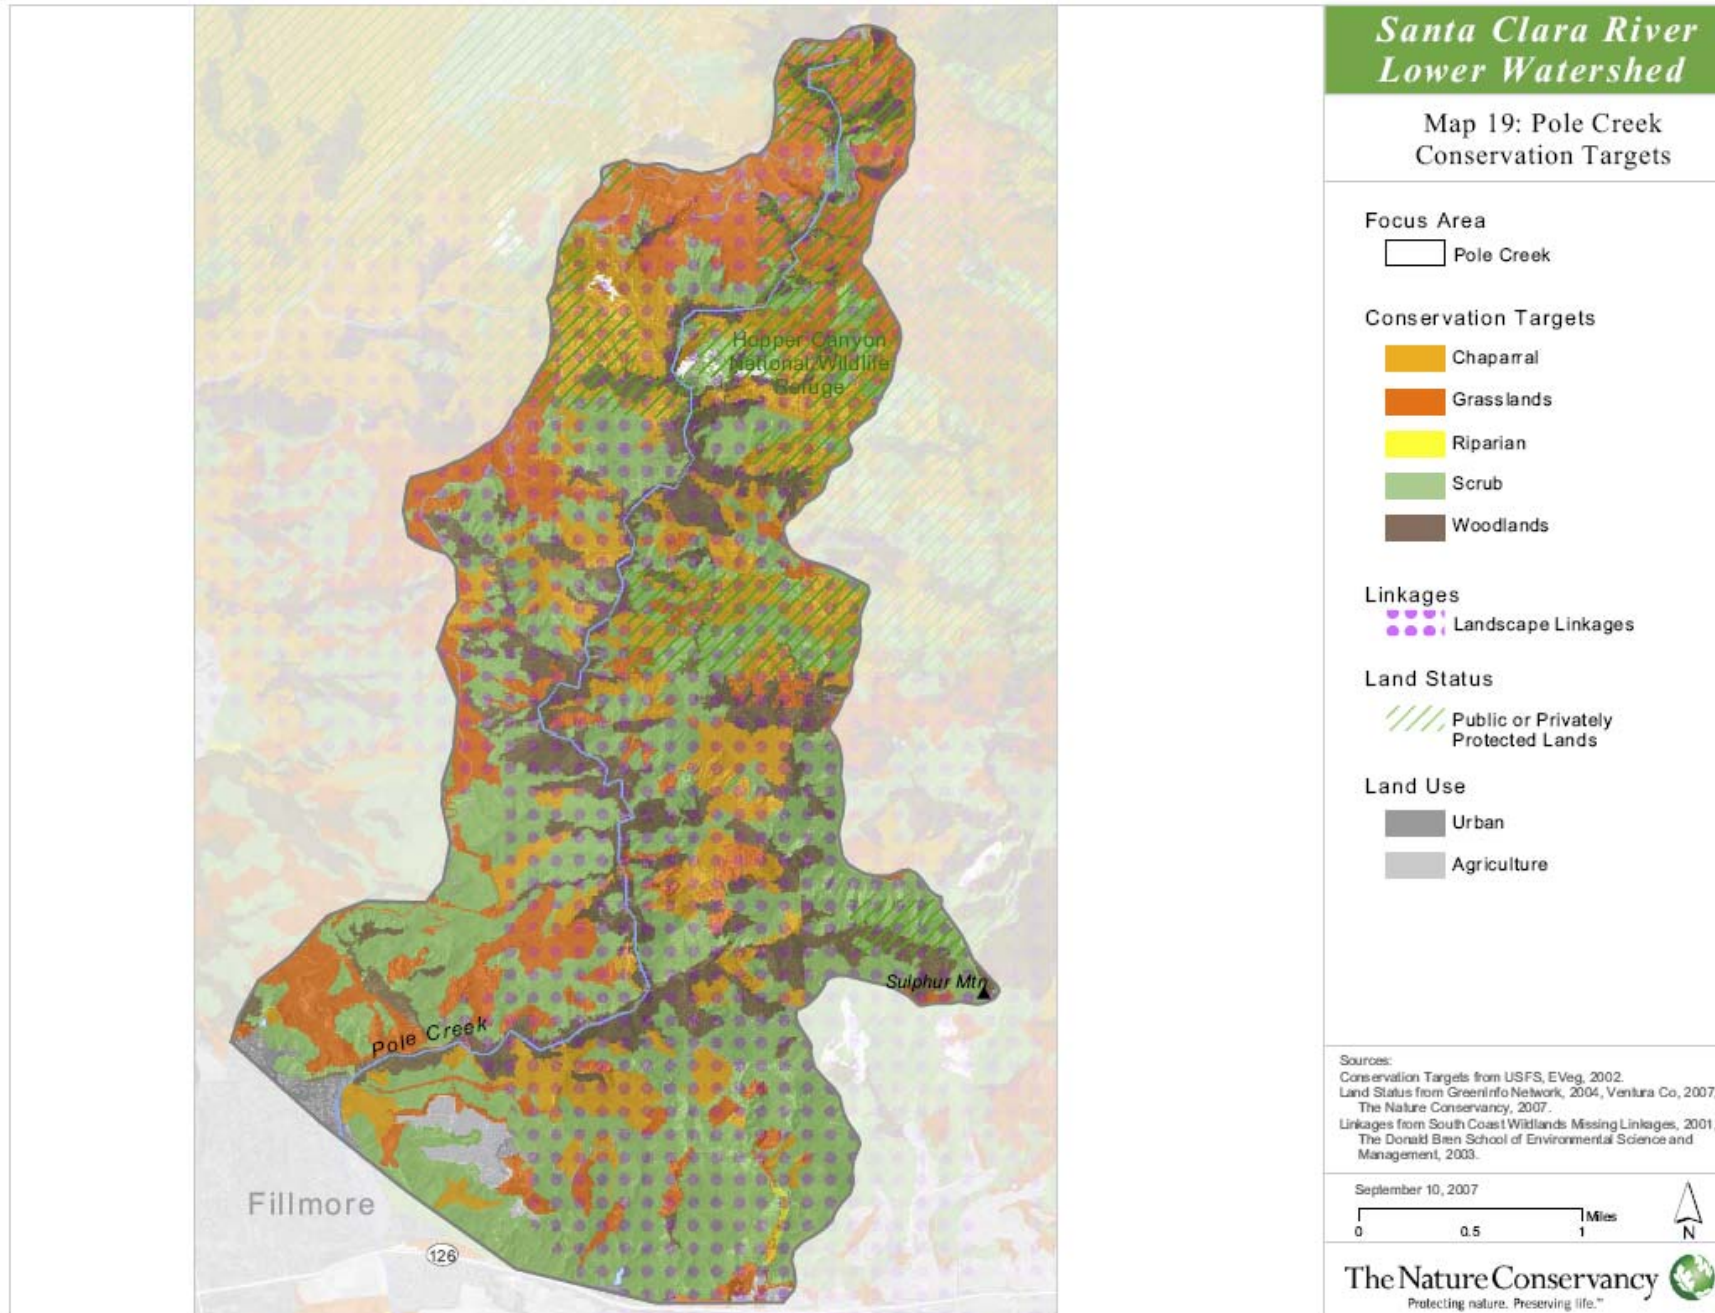 Santa Clara River
Lower Watershed
Map 19: Pole Creek
Conservation Targets
Focus Area
Pole Creek
Conservation Targets
Chaparral
Grasslands
Riparian
Scrub
Woodlands
Linkages
Landscape Linkages
Land Status
Public or Privately
Protected Lands
Land Use
Urban
Agriculture
Hopper Canyon
National Wildlife
Refuge
Sulphur Mtn
Pole Creek
Fillmore
126
Sources:
Conservation Targets from USFS, EVeg, 2002.
Land Status from GreenInfo Network, 2004, Ventura Co, 2007,
The Nature Conservancy, 2007.
Linkages from South Coast Wildlands Missing Linkages, 2001,
The Donald Bren School of Environmental Science and
Management, 2003.
September 10, 2007
Miles
0 0.5 1
N
The Nature Conservancy
Protecting nature. Preserving life.™